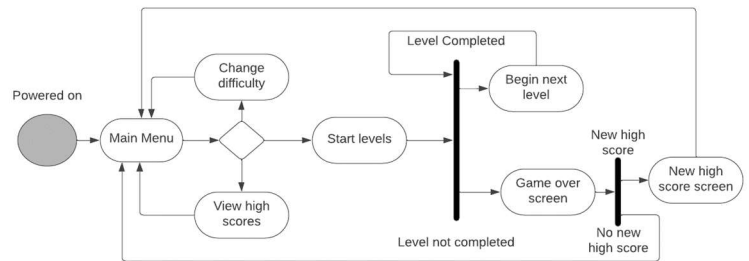 Powered on
Main Menu
Change
difficulty
View high
scores
Start levels
Level Completed
Begin next
level
Level not completed
Game over
screen
New high
score
No new
high score
New high
score screen